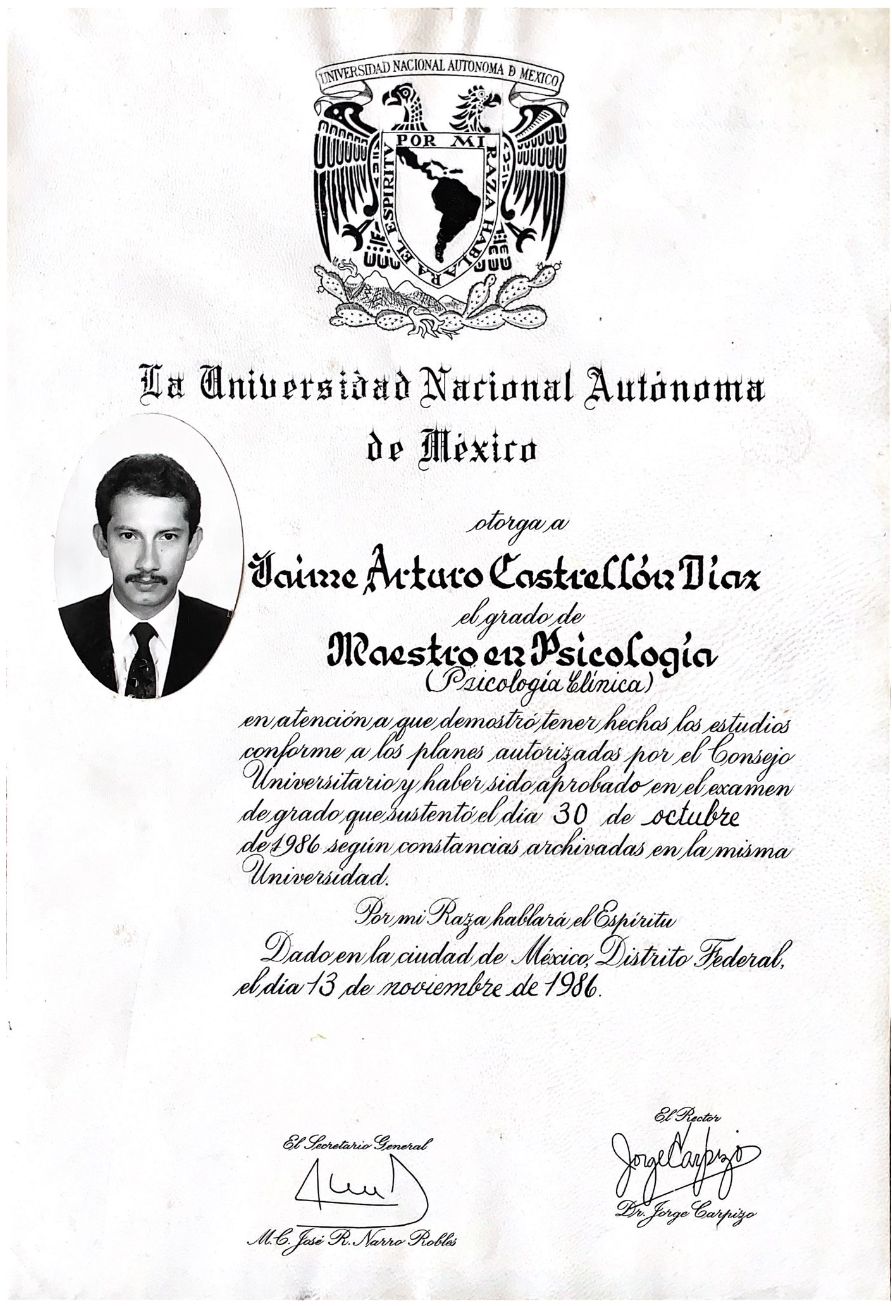 UNIVERSIDAD NACIONAL AUTONOMA D MEXICO
POR MI RAZA HABLARA EL ESPIRITV
La Universidad Nacional Autónoma
de México
otorga a
Jaime Arturo Castrellón Díaz
el grado de
Maestro en Psicología
(Psicología Clínica)
en atención a que demostró tener hechos los estudios
conforme a los planes autorizados por el Consejo
Universitario y haber sido aprobado en el examen
de grado que sustentó el día 30 de octubre
de 1986 según constancias archivadas en la misma
Universidad.
Por mi Raza hablará el Espíritu
Dado en la ciudad de México, Distrito Federal,
el día 13 de noviembre de 1986.
El Rector
Jorge Carpizo
Dr. Jorge Carpizo
El Secretario General
M.C. José R. Narro Robles